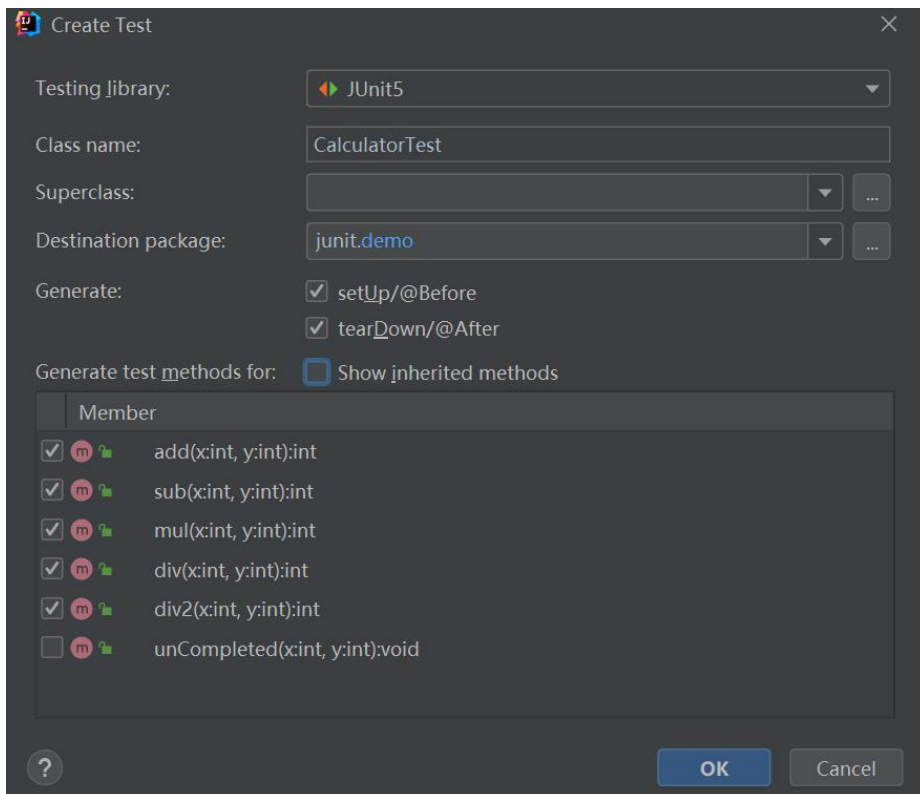 Create Test
Testing library: JUnit5
Class name: CalculatorTest
Superclass: ...
Destination package: junit.demo ...
Generate: setUp/@Before
tearDown/@After
Generate test methods for: Show inherited methods
Member
m add(x:int, y:int):int
m sub(x:int, y:int):int
m mul(x:int, y:int):int
m div(x:int, y:int):int
m div2(x:int, y:int):int
m unCompleted(x:int, y:int):void
? OK Cancel